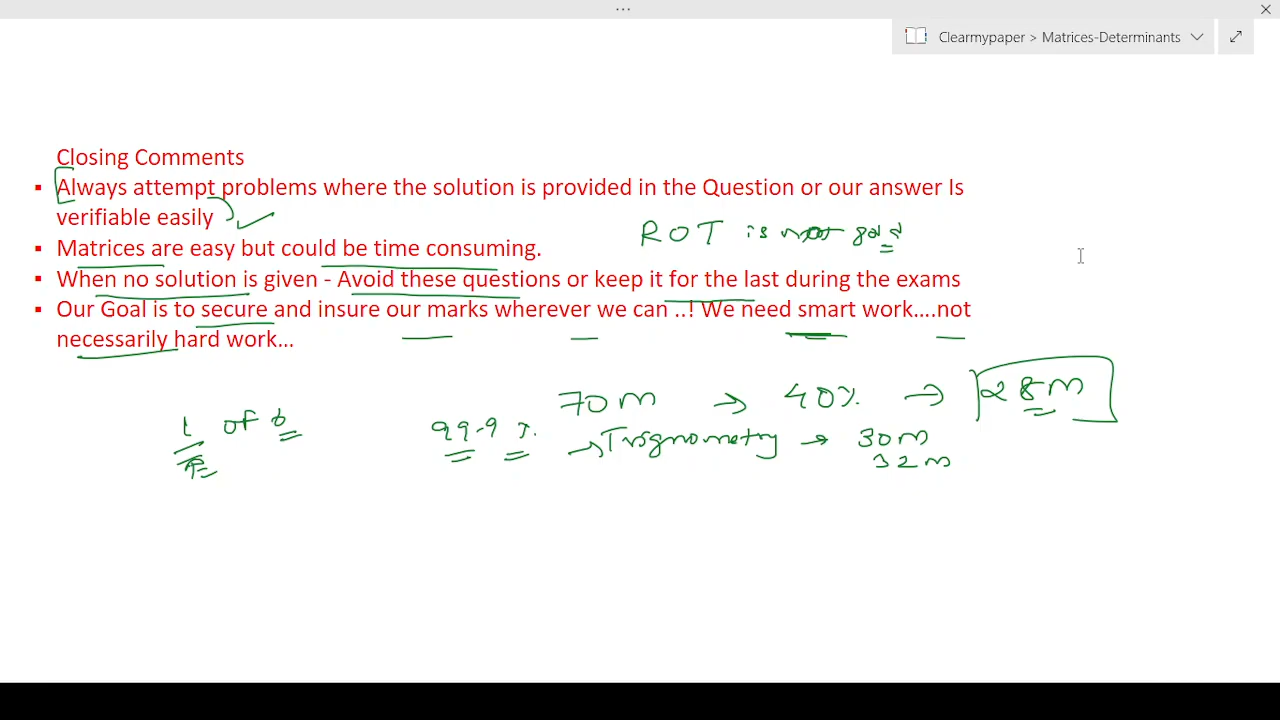 Clearmypaper > Matrices-Determinants
Closing Comments
▪ Always attempt problems where the solution is provided in the Question or our answer Is
verifiable easily
ROT is not good
▪ Matrices are easy but could be time consuming.
▪ When no solution is given - Avoid these questions or keep it for the last during the exams
▪ Our Goal is to secure and insure our marks wherever we can ..! We need smart work....not
necessarily hard work...
70m → 40% → 28m
1 of 6
99.9 %. → Trignometry → 30m
32m